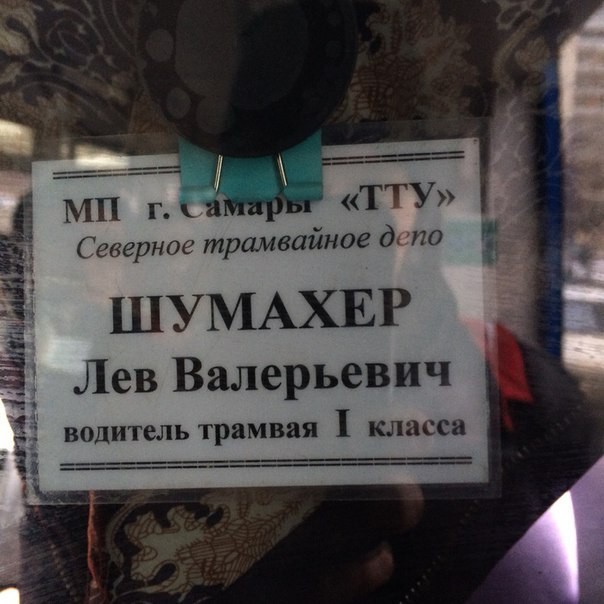 МП г. Самары «ТТУ»
Северное трамвайное депо
ШУМАХЕР
Лев Валерьевич
водитель трамвая I класса